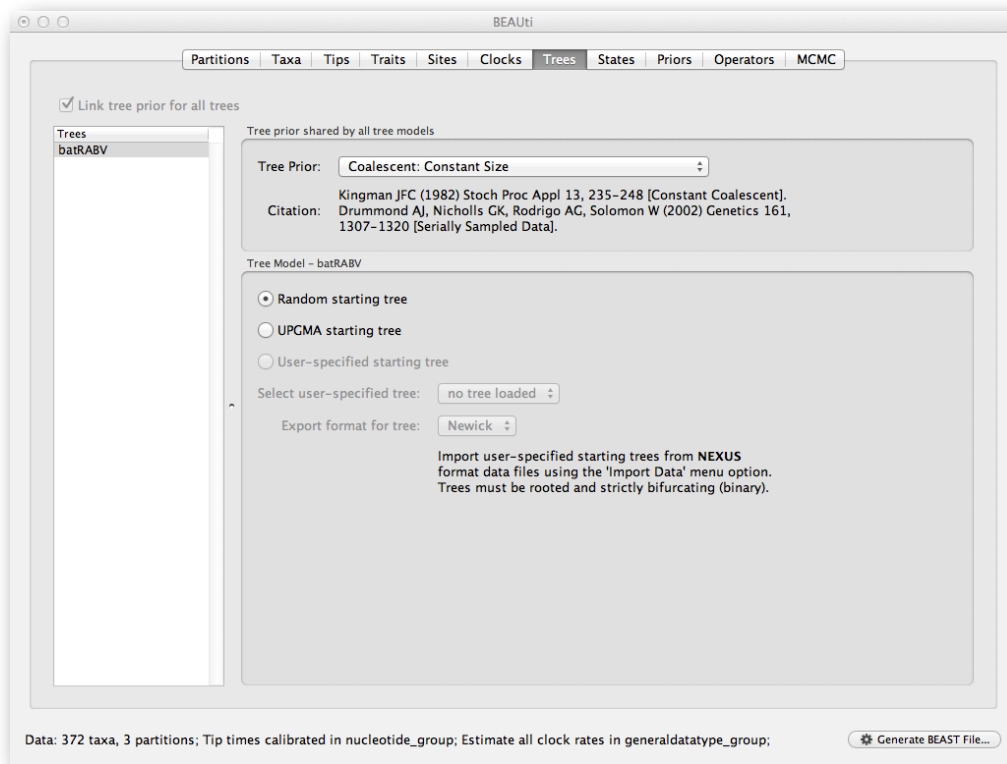 BEAUti
Partitions Taxa Tips Traits Sites Clocks Trees States Priors Operators MCMC
Link tree prior for all trees
Trees
batRABV
Tree prior shared by all tree models
Tree Prior: Coalescent: Constant Size
Citation: Kingman JFC (1982) Stoch Proc Appl 13, 235-248 [Constant Coalescent].
Drummond AJ, Nicholls GK, Rodrigo AG, Solomon W (2002) Genetics 161,
1307-1320 [Serially Sampled Data].
Tree Model - batRABV
Random starting tree
UPGMA starting tree
User-specified starting tree
Select user-specified tree: no tree loaded
Export format for tree: Newick
Import user-specified starting trees from NEXUS
format data files using the 'Import Data' menu option.
Trees must be rooted and strictly bifurcating (binary).
Data: 372 taxa, 3 partitions; Tip times calibrated in nucleotide_group; Estimate all clock rates in generaldatatype_group;
Generate BEAST File...